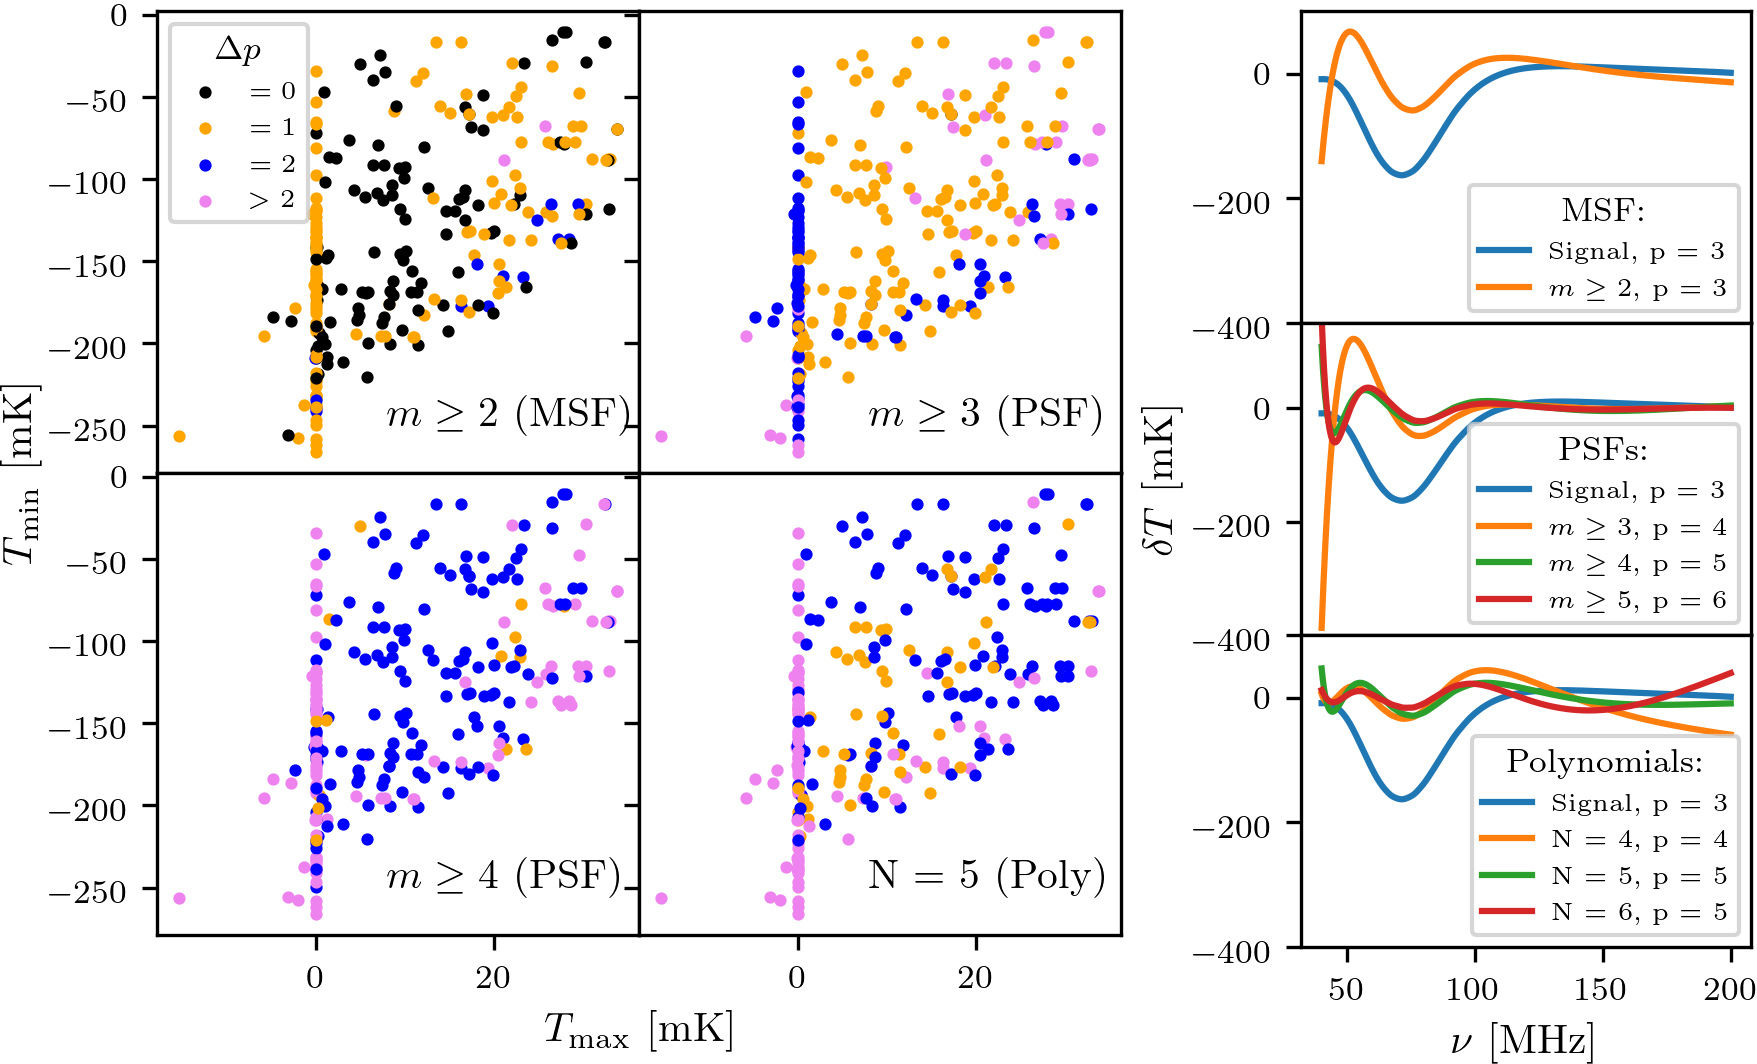 0
−50
−100
−150
−200
−250
Δp
= 0
= 1
= 2
> 2
m ≥ 2 (MSF)
m ≥ 3 (PSF)
0
−50
−100
−150
−200
−250
m ≥ 4 (PSF)
N = 5 (Poly)
0
20
0
20
T_min [mK]
T_max [mK]
0
−200
−400
MSF:
Signal, p = 3
m ≥ 2, p = 3
0
−200
−400
PSFs:
Signal, p = 3
m ≥ 3, p = 4
m ≥ 4, p = 5
m ≥ 5, p = 6
0
−200
−400
Polynomials:
Signal, p = 3
N = 4, p = 4
N = 5, p = 5
N = 6, p = 5
50
100
150
200
δT [mK]
ν [MHz]